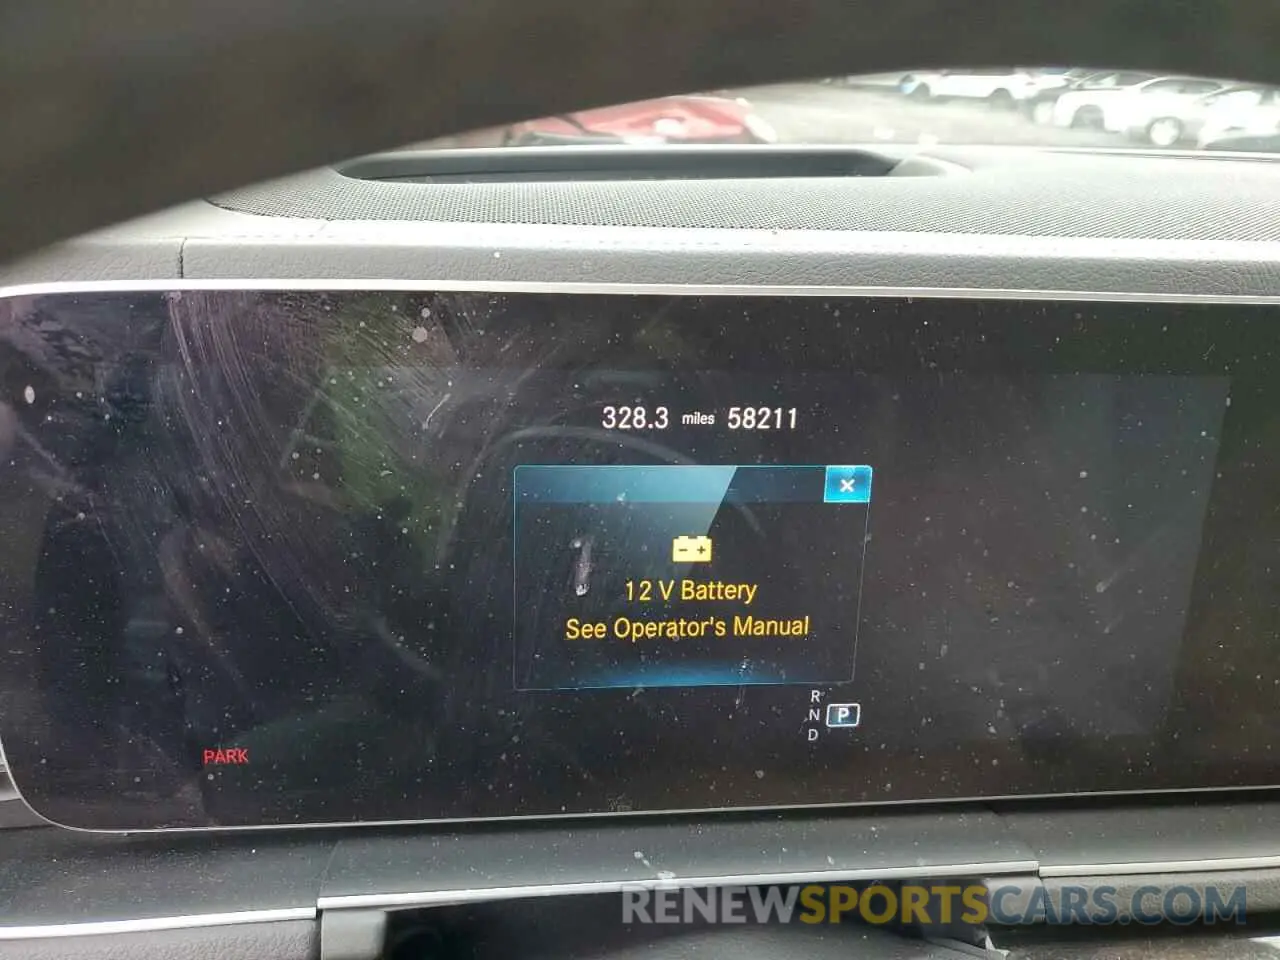 328.3 miles 58211
×
- +
12 V Battery
See Operator's Manual
R
N P
D
PARK
RENEWSPORTSCARS.COM